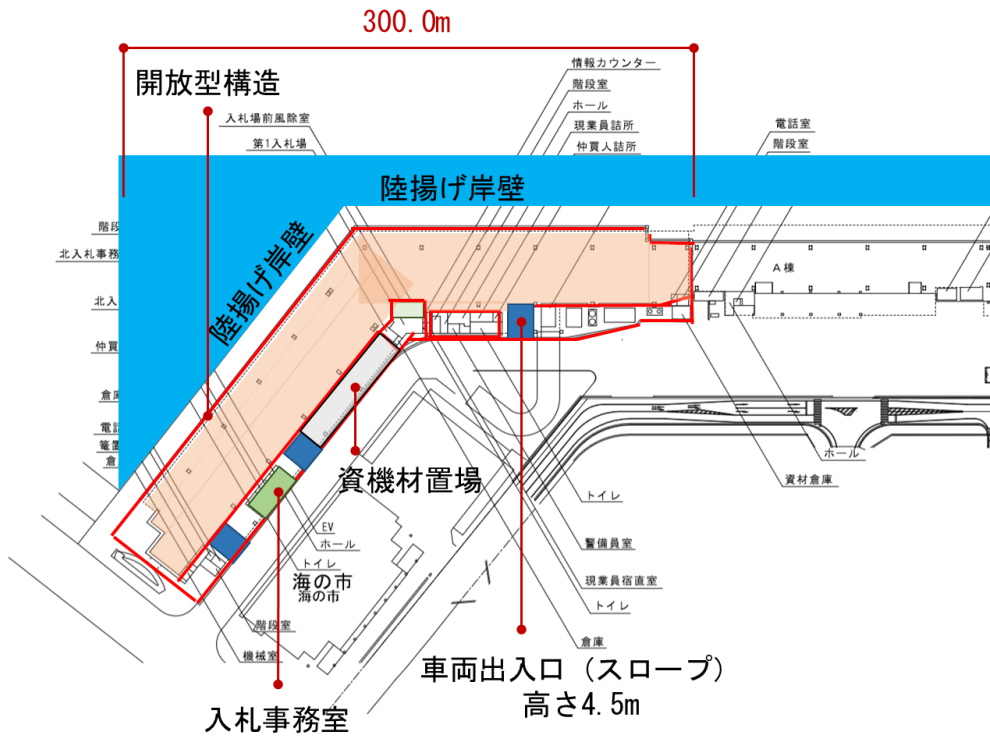 300.0m
開放型構造
情報カウンター
階段室
ホール
現業員詰所
仲買人詰所
入札場前風除室
第1入札場
電話室
階段室
陸揚げ岸壁
陸揚げ岸壁
階段
北入札事務
北入
仲買
倉庫
電話
倉
A棟
ホール
資材倉庫
資機材置場
トイレ
EV
ホール
トイレ
海の市
海の市
警備員室
現業員宿直室
トイレ
階段室
倉庫
機械室
車両出入口（スロープ）
高さ4.5m
入札事務室